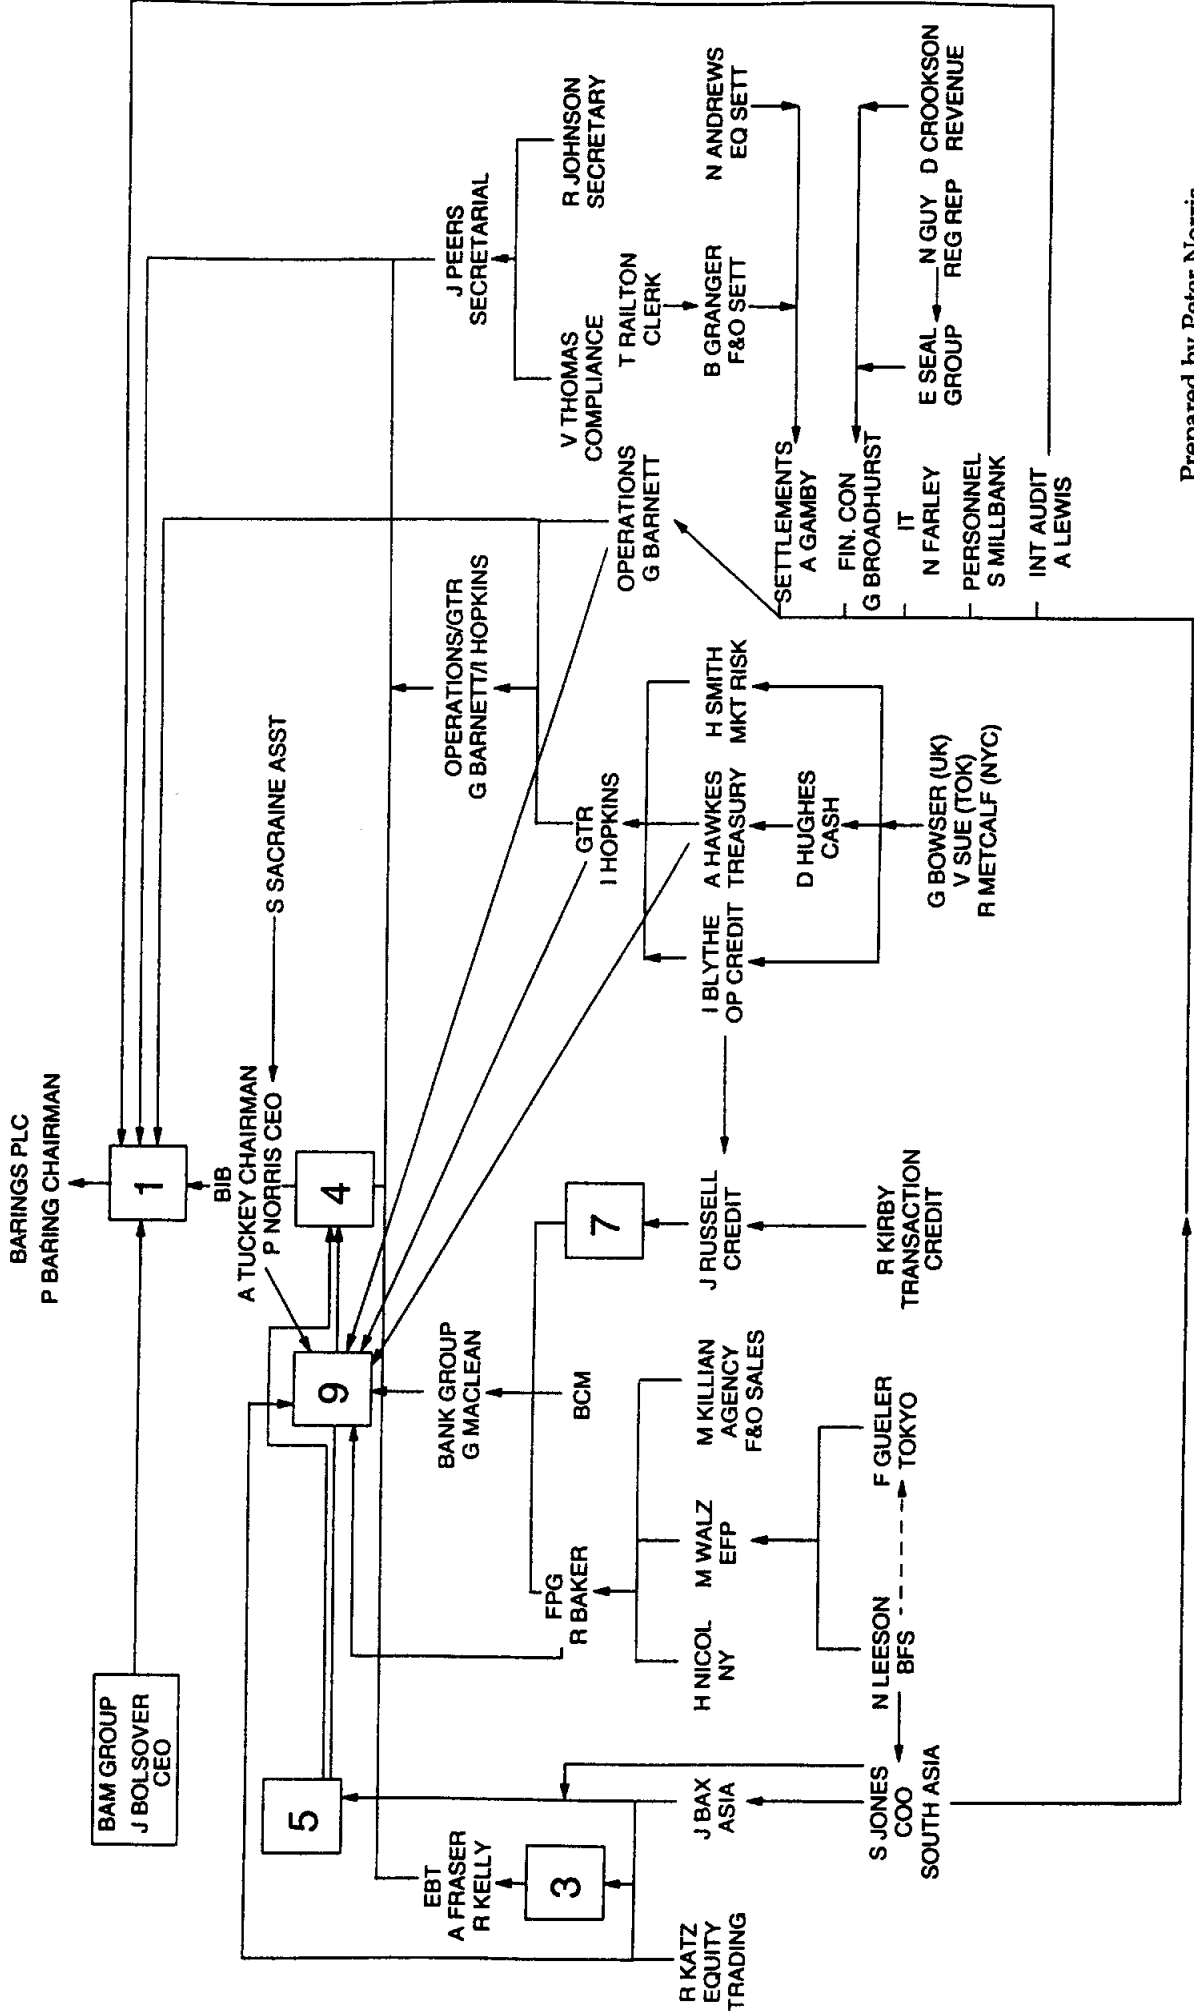 BARINGS PLC
P BARING CHAIRMAN
BAM GROUP
J BOLSOVER
CEO
1
BIB
A TUCKEY CHAIRMAN
P NORRIS CEO
S SACRAINE ASST
5
9
4
EBT
A FRASER
R KELLY
BANK GROUP
G MACLEAN
OPERATIONS/GTR
G BARNETT/I HOPKINS
J PEERS
SECRETARIAL
3
FPG
R BAKER
BCM
7
GTR
I HOPKINS
OPERATIONS
G BARNETT
V THOMAS
COMPLIANCE
R JOHNSON
SECRETARY
T RAILTON
CLERK
R KATZ
EQUITY
TRADING
J BAX
ASIA
H NICOL
NY
M WALZ
EFP
M KILLIAN
AGENCY
F&O SALES
J RUSSELL
CREDIT
I BLYTHE
OP CREDIT
A HAWKES
TREASURY
H SMITH
MKT RISK
B GRANGER
F&O SETT
N ANDREWS
EQ SETT
D HUGHES
CASH
SETTLEMENTS
A GAMBY
FIN. CON
G BROADHURST
S JONES
COO
SOUTH ASIA
N LEESON
BFS
F GUELER
TOKYO
R KIRBY
TRANSACTION
CREDIT
G BOWSER (UK)
V SUE (TOK)
R METCALF (NYC)
IT
N FARLEY
E SEAL
GROUP
N GUY
REG REP
D CROOKSON
REVENUE
PERSONNEL
S MILLBANK
INT AUDIT
A LEWIS
Prepared by Peter Norris